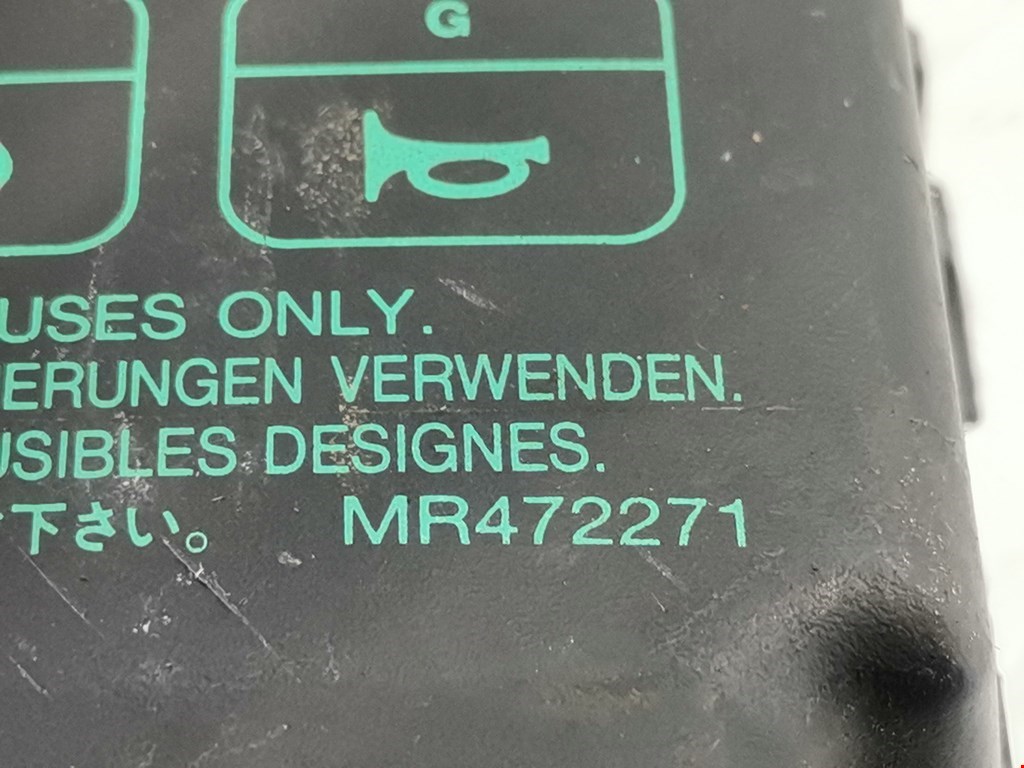 G
USES ONLY.
ERUNGEN VERWENDEN.
USIBLES DESIGNES.
下さい。 MR472271